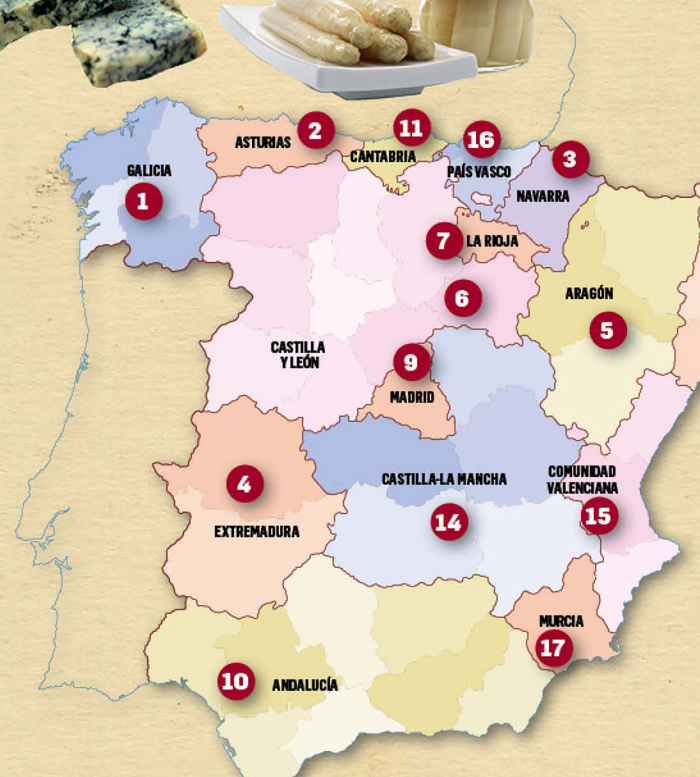 11
2
16
ASTURIAS
3
CANTABRIA
GALICIA
PAÍS VASCO
1
NAVARRA
7
LA RIOJA
6
ARAGÓN
5
CASTILLA
Y LEÓN
9
MADRID
4
CASTILLA-LA MANCHA
COMUNIDAD
VALENCIANA
14
15
EXTREMADURA
MURCIA
17
10
ANDALUCÍA